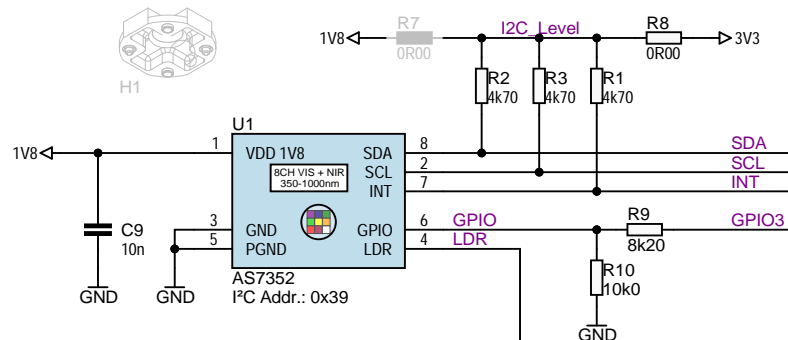 H1
1V8
R7
0R00
I2C_Level
R8
0R00
3V3
R2
4k70
R3
4k70
R1
4k70
U1
1V8
1
VDD 1V8
SDA
8
SDA
8CH VIS + NIR
350-1000nm
SCL
2
SCL
INT
7
INT
C9
10n
3
GND
5
PGND
GPIO
6
GPIO
LDR
4
LDR
R9
8k20
GPIO3
R10
10k0
GND
GND
GND
AS7352
I²C Addr.: 0x39